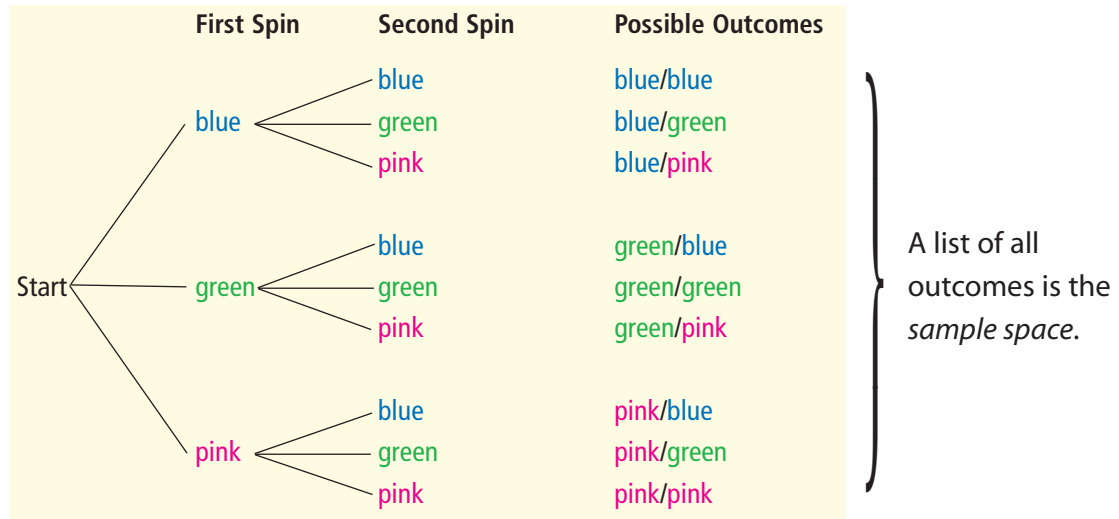 First Spin Second Spin Possible Outcomes
blue blue/blue
blue green blue/green
pink blue/pink
blue green/blue
Start green green green/green
pink green/pink
blue pink/blue
pink green pink/green
pink pink/pink
A list of all
outcomes is the
sample space.